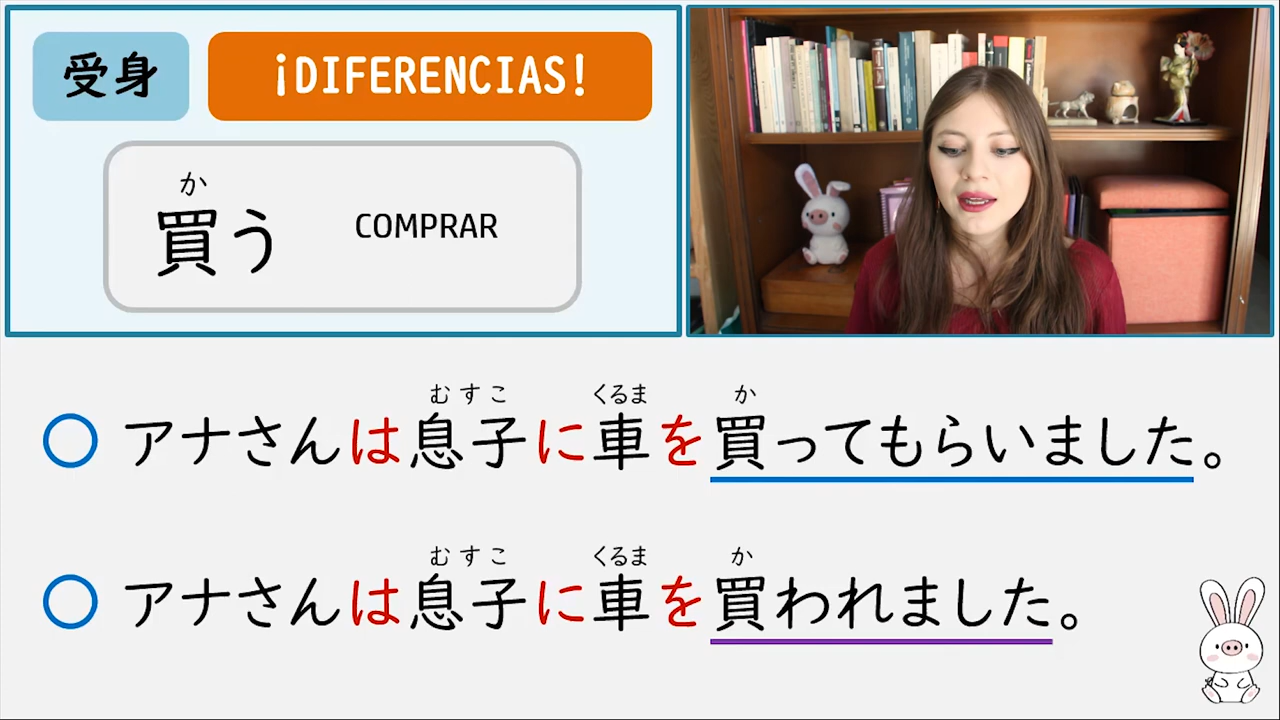 受身
¡DIFERENCIAS!
か
買う
COMPRAR
むすこ くるま か
アナさんは息子に車を買ってもらいました。
むすこ くるま か
アナさんは息子に車を買われました。